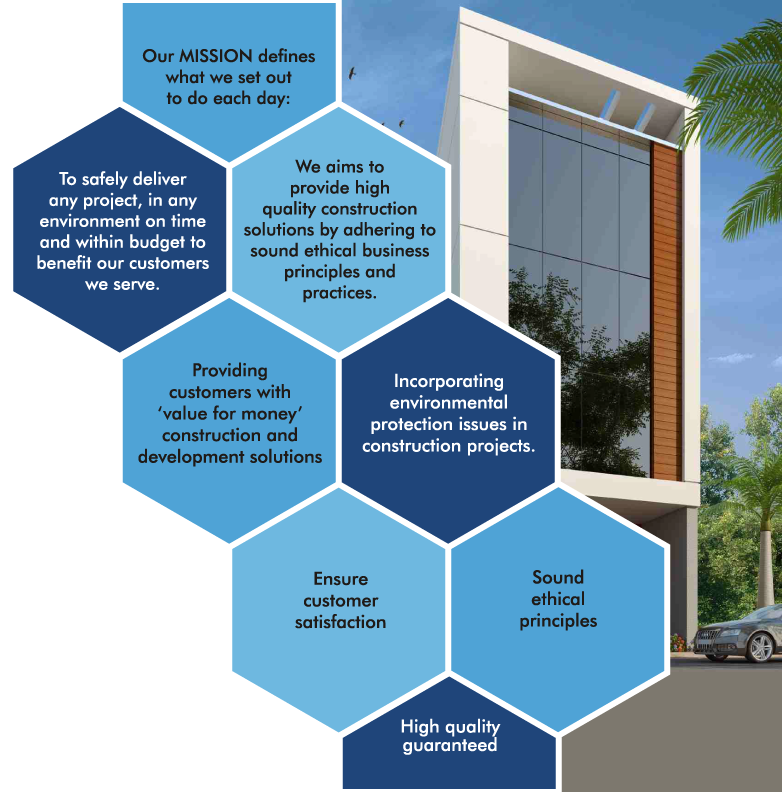 Our MISSION defines
what we set out
to do each day:
To safely deliver
any project, in any
environment on time
and within budget to
benefit our customers
we serve.
We aims to
provide high
quality construction
solutions by adhering to
sound ethical business
principles and
practices.
Providing
customers with
‘value for money’
construction and
development solutions
Incorporating
environmental
protection issues in
construction projects.
Ensure
customer
satisfaction
Sound
ethical
principles
High quality
guaranteed